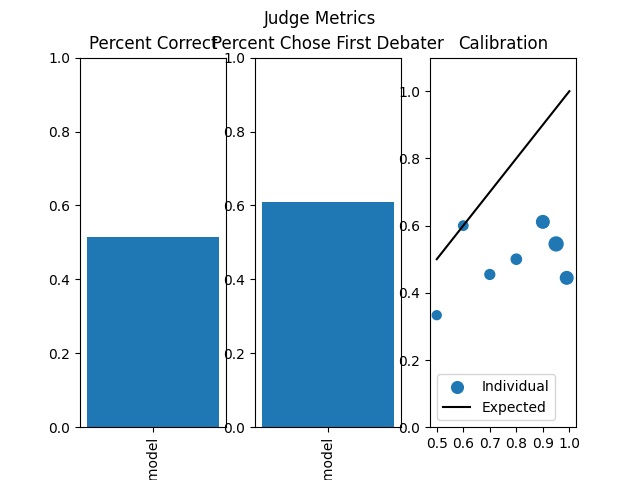 Judge Metrics
Percent Correct
Percent Chose First Debater
Calibration
1.0
0.8
0.6
0.4
0.2
0.0
model
1.0
0.8
0.6
0.4
0.2
0.0
model
1.0
0.8
0.6
0.4
0.2
0.0
Individual
Expected
0.5 0.6 0.7 0.8 0.9 1.0